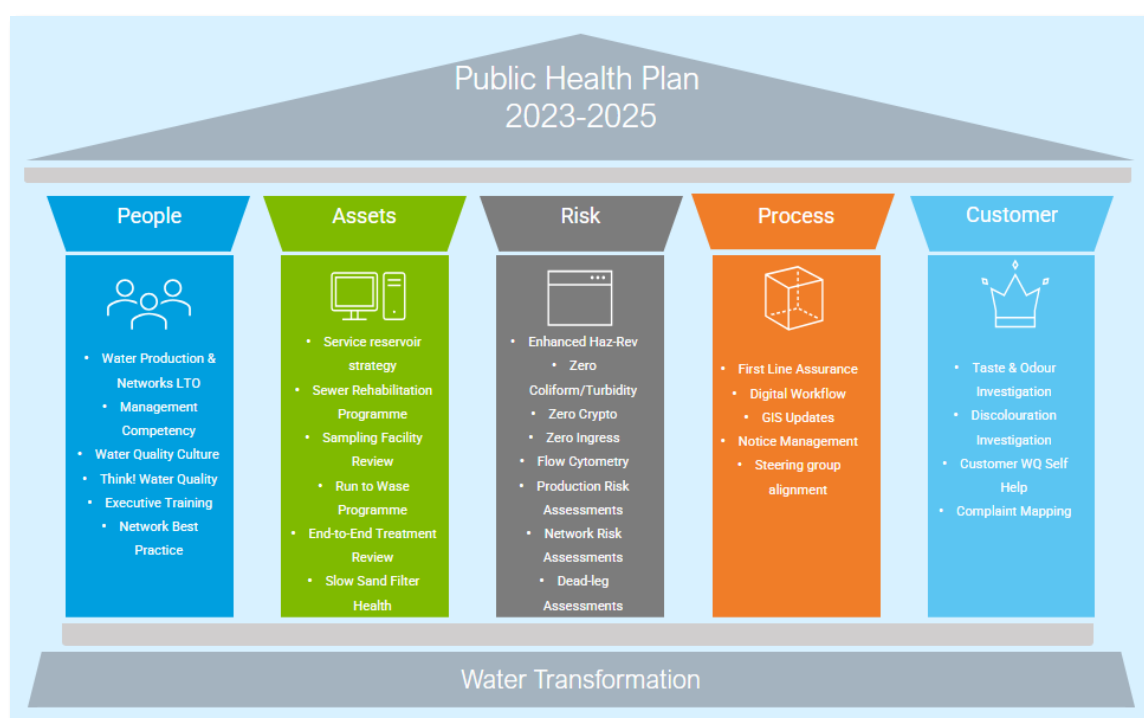 Public Health Plan
2023-2025
People
• Water Production &
Networks LTO
• Management
Competency
• Water Quality Culture
• Think! Water Quality
• Executive Training
• Network Best
Practice
Assets
• Service reservoir
strategy
• Sewer Rehabilitation
Programme
• Sampling Facility
Review
• Run to Wase
Programme
• End-to-End Treatment
Review
• Slow Sand Filter
Health
Risk
• Enhanced Haz-Rev
• Zero
Coliform/Turbidity
• Zero Crypto
• Zero Ingress
• Flow Cytometry
• Production Risk
Assessments
• Network Risk
Assessments
• Dead-leg
Assessments
Process
• First Line Assurance
• Digital Workflow
• GIS Updates
• Notice Management
• Steering group
alignment
Customer
• Taste & Odour
Investigation
• Discolouration
Investigation
• Customer WQ Self
Help
• Complaint Mapping
Water Transformation